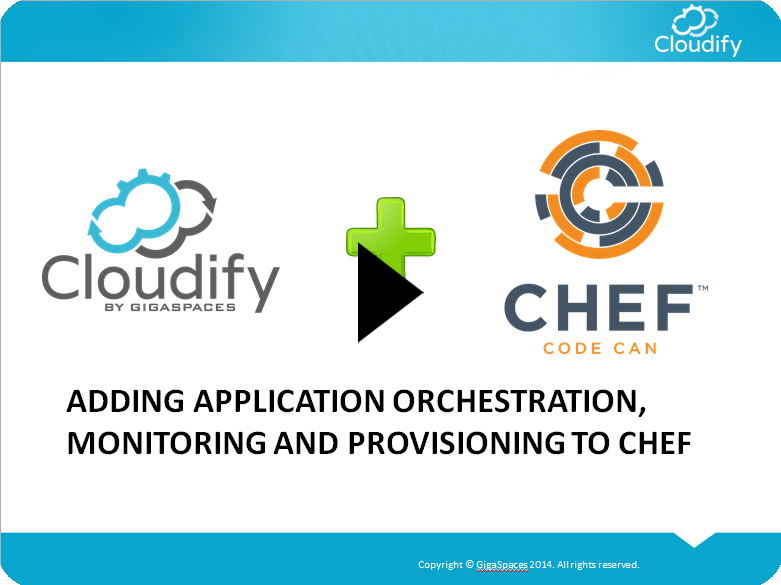 Cloudify
Cloudify
BY GIGASPACES
CHEF™
CODE CAN
ADDING APPLICATION ORCHESTRATION,
MONITORING AND PROVISIONING TO CHEF
Copyright © GigaSpaces 2014. All rights reserved.